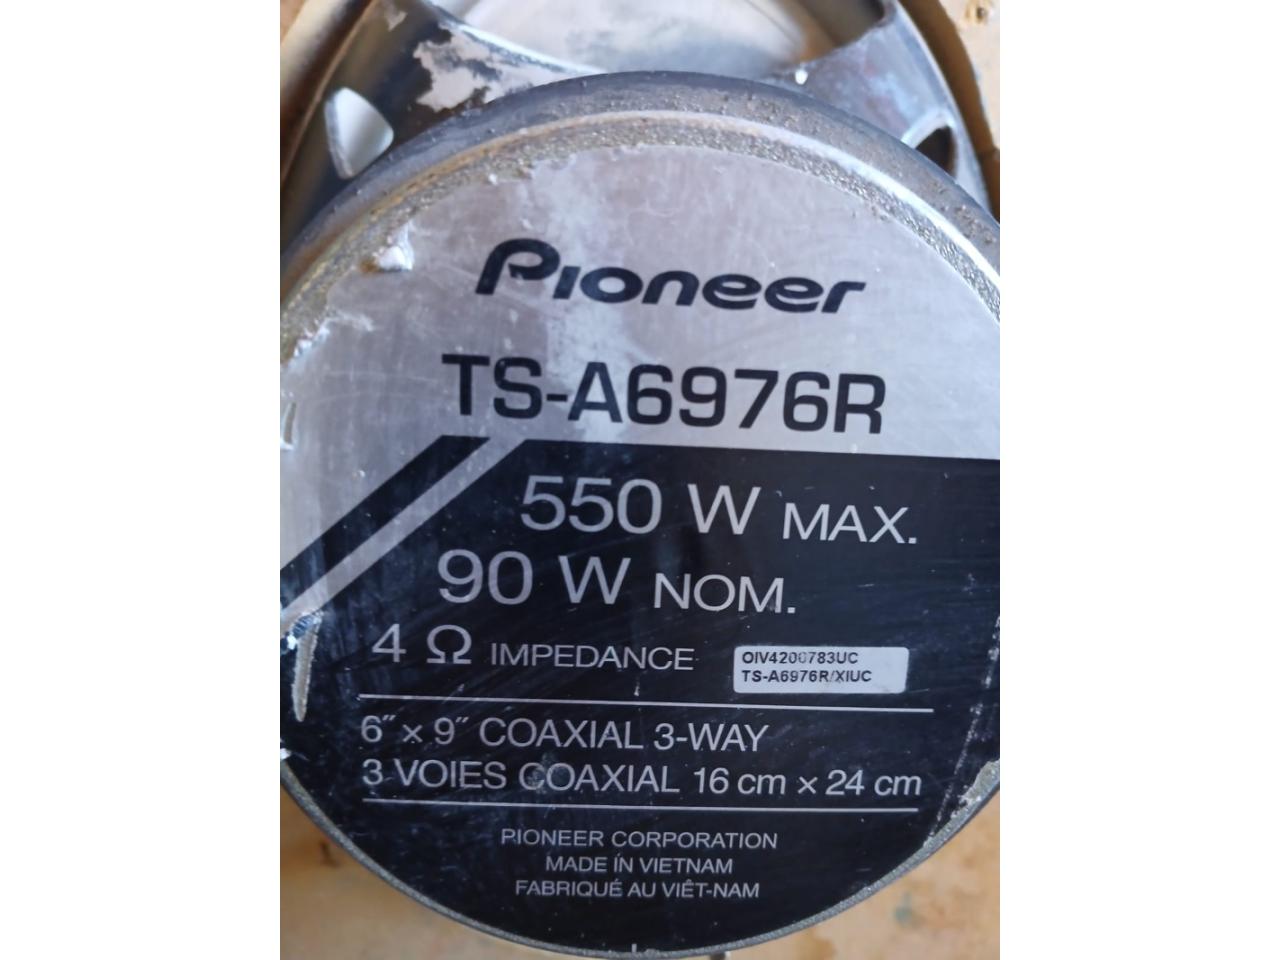 Pioneer
TS-A6976R
550 W MAX.
90 W NOM.
4 Ω IMPEDANCE
OIV4200783UC
TS-A6976R/XIUC
6″ x 9″ COAXIAL 3-WAY
3 VOIES COAXIAL 16 cm x 24 cm
PIONEER CORPORATION
MADE IN VIETNAM
FABRIQUÉ AU VIÊT-NAM